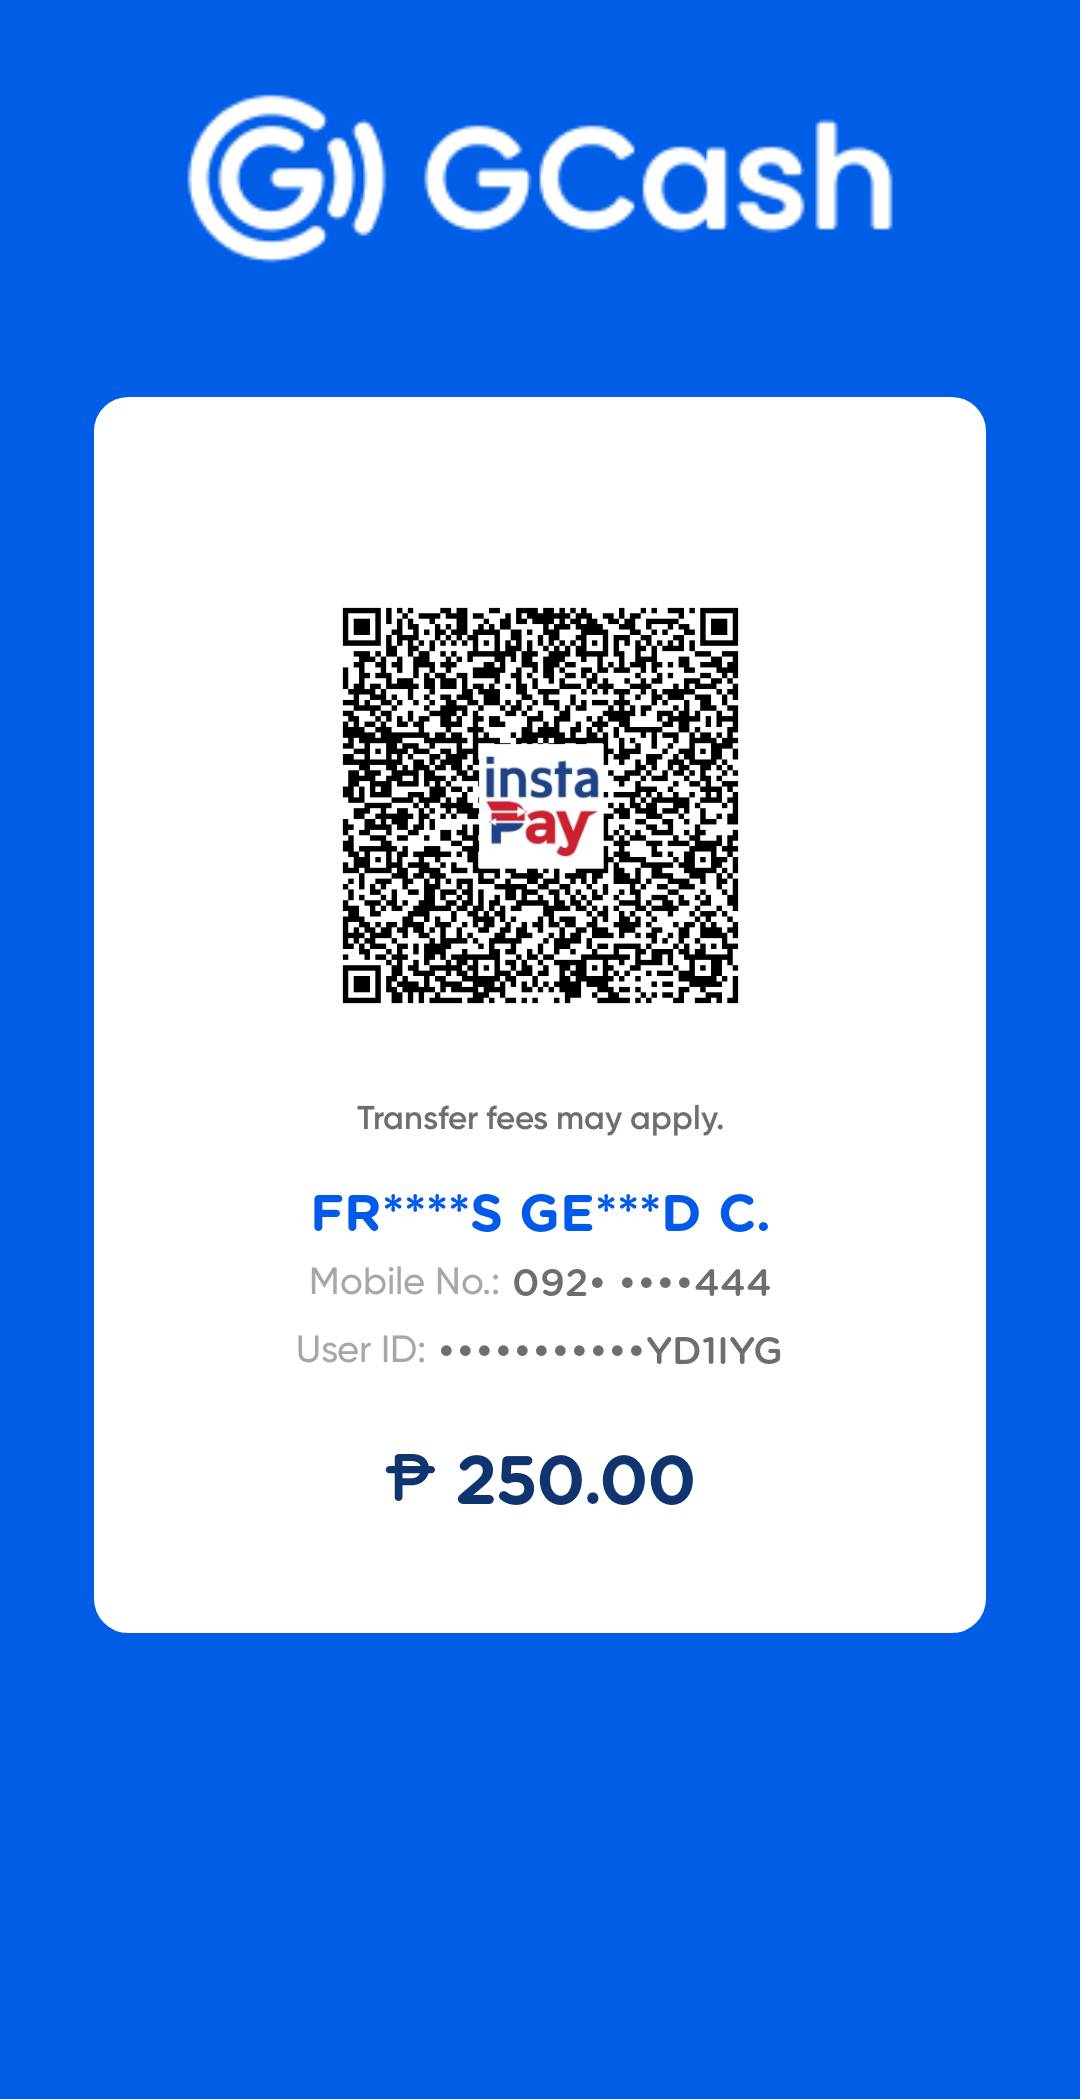 GCash
insta
Pay
Transfer fees may apply.
FR****S GE***D C.
Mobile No.: 092• ••••444
User ID: •••••••••••YD1IYG
₱ 250.00